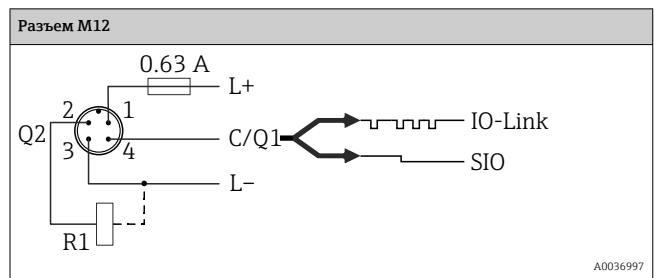 Разъем M12
0.63 A
L+
2 1
Q2
3 4
C/Q1
IO-Link
SIO
L–
R1
A0036997